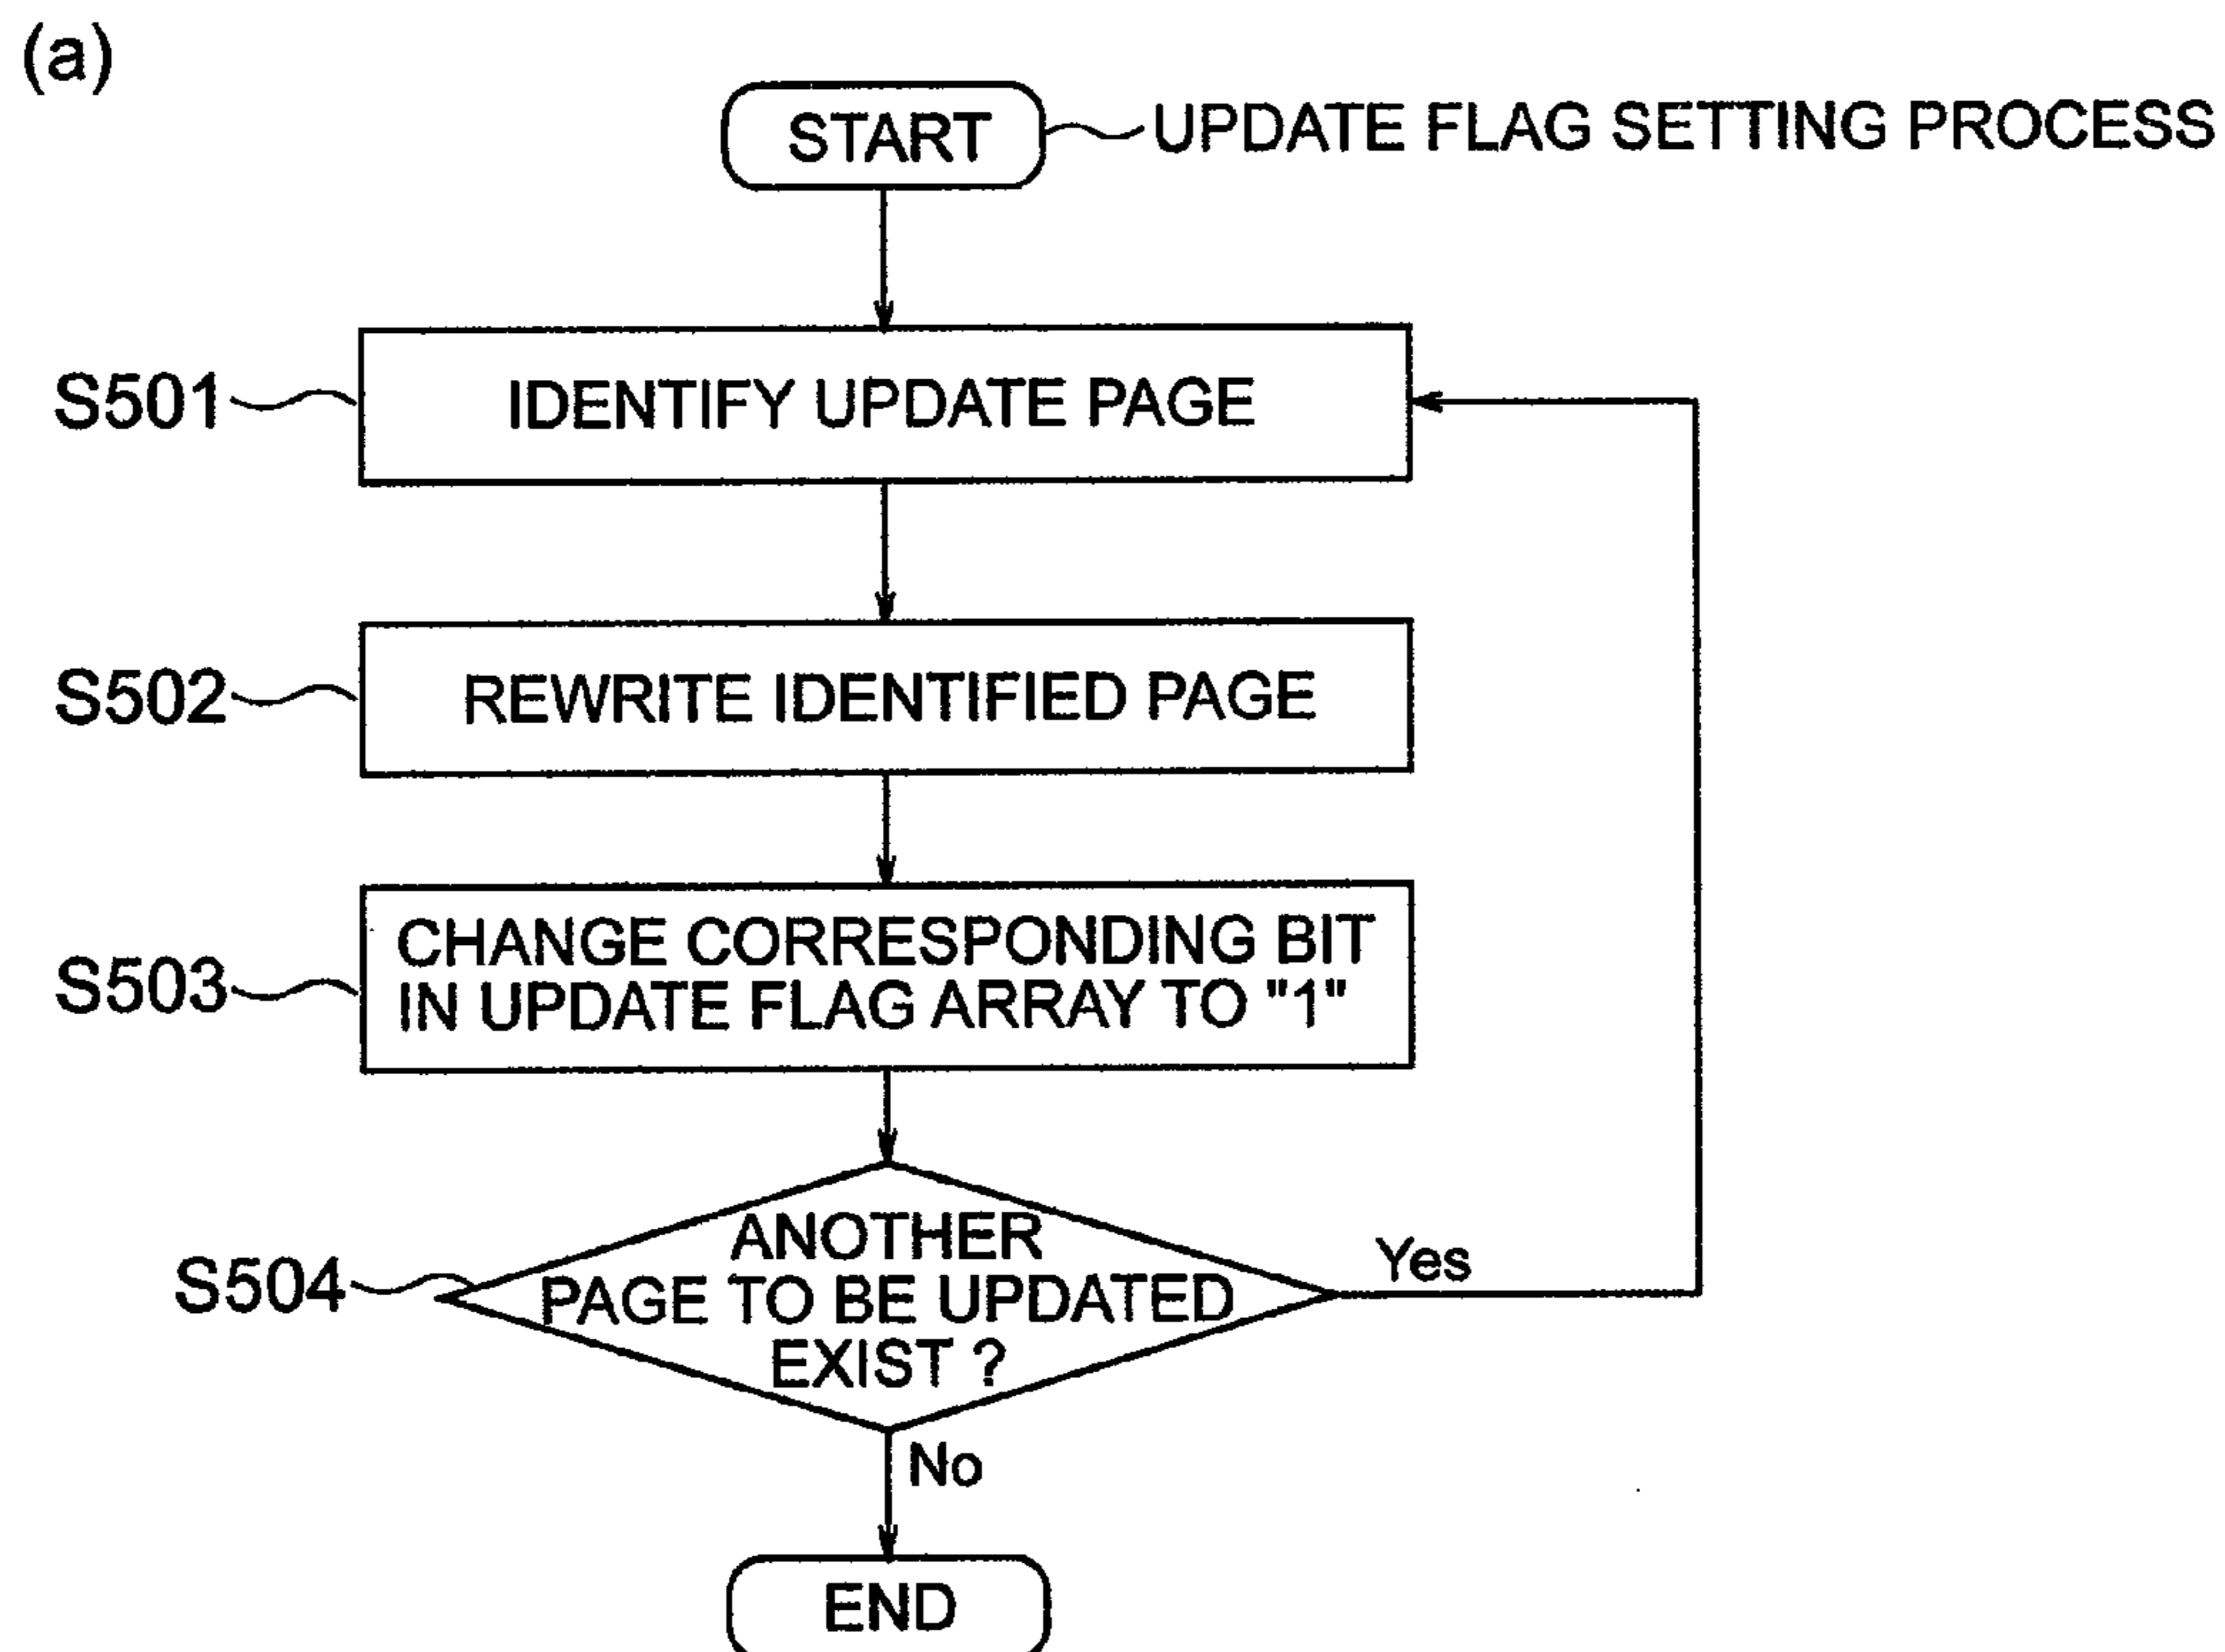 (a)
START
UPDATE FLAG SETTING PROCESS
S501
IDENTIFY UPDATE PAGE
S502
REWRITE IDENTIFIED PAGE
S503
CHANGE CORRESPONDING BIT
IN UPDATE FLAG ARRAY TO "1"
S504
ANOTHER
PAGE TO BE UPDATED
EXIST ?
Yes
No
END